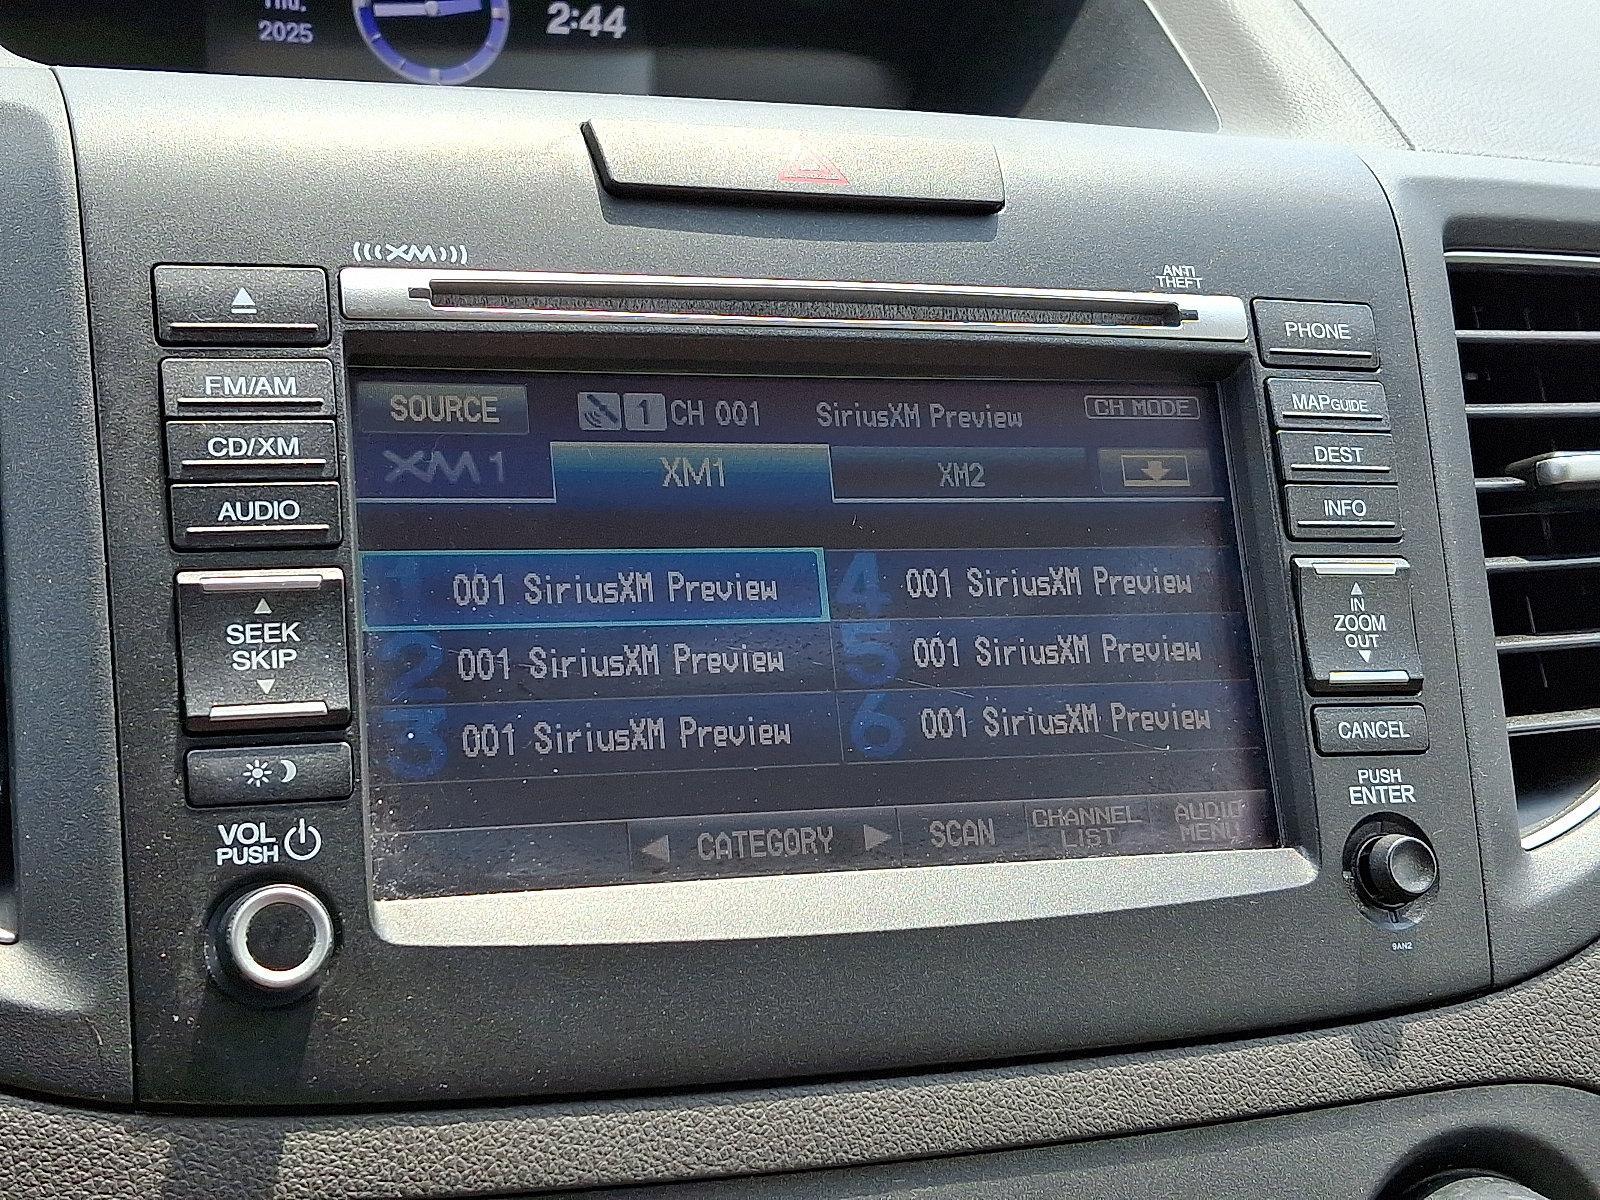 Thu.
2025
2:44
XM
ANTI
THEFT
FM/AM
CD/XM
AUDIO
SEEK
SKIP
VOL
PUSH
SOURCE
1 CH 001 SiriusXM Preview CH MODE
XM1 XM1 XM2
1 001 SiriusXM Preview
2 001 SiriusXM Preview
3 001 SiriusXM Preview
4 001 SiriusXM Preview
5 001 SiriusXM Preview
6 001 SiriusXM Preview
CATEGORY SCAN
CHANNEL
LIST
AUDIO
MENU
PHONE
MAP GUIDE
DEST
INFO
IN
ZOOM
OUT
CANCEL
PUSH
ENTER
9AN2